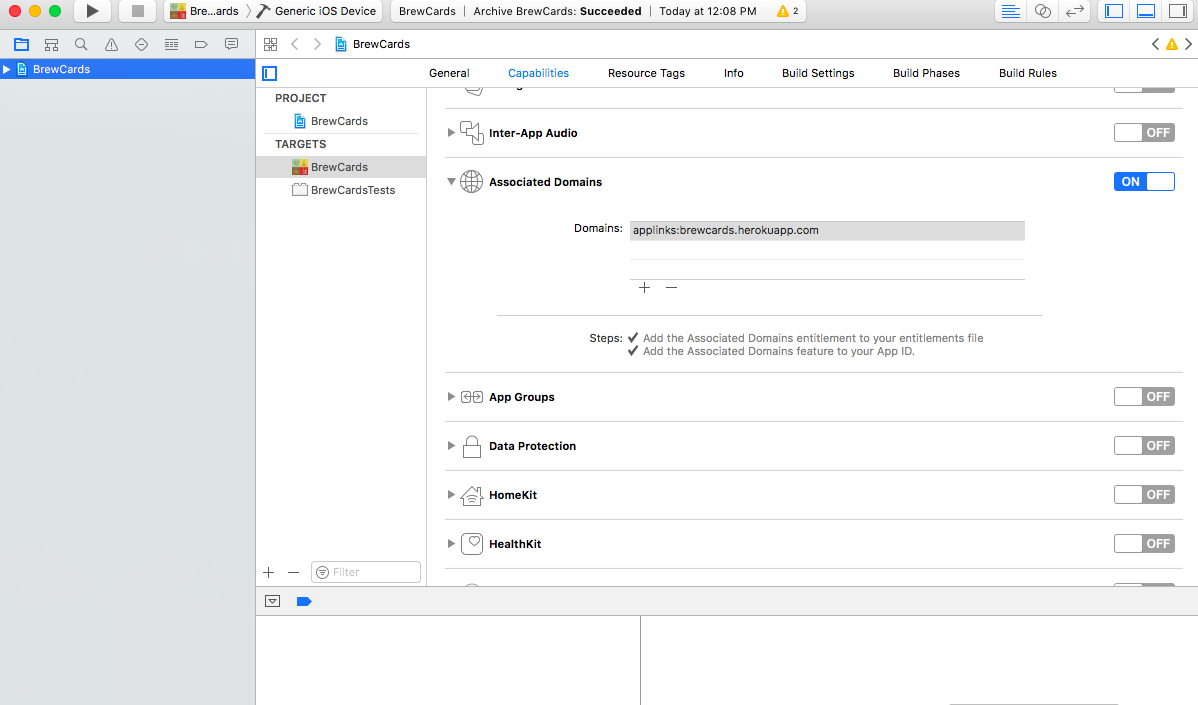 Bre...ards
Generic iOS Device
BrewCards
Archive BrewCards: Succeeded
Today at 12:08 PM
2
BrewCards
BrewCards
General
Capabilities
Resource Tags
Info
Build Settings
Build Phases
Build Rules
PROJECT
BrewCards
TARGETS
BrewCards
BrewCardsTests
Inter-App Audio
OFF
Associated Domains
ON
Domains:
applinks:brewcards.herokuapp.com
Steps: ✔ Add the Associated Domains entitlement to your entitlements file
✔ Add the Associated Domains feature to your App ID.
App Groups
OFF
Data Protection
OFF
HomeKit
OFF
HealthKit
OFF
Filter